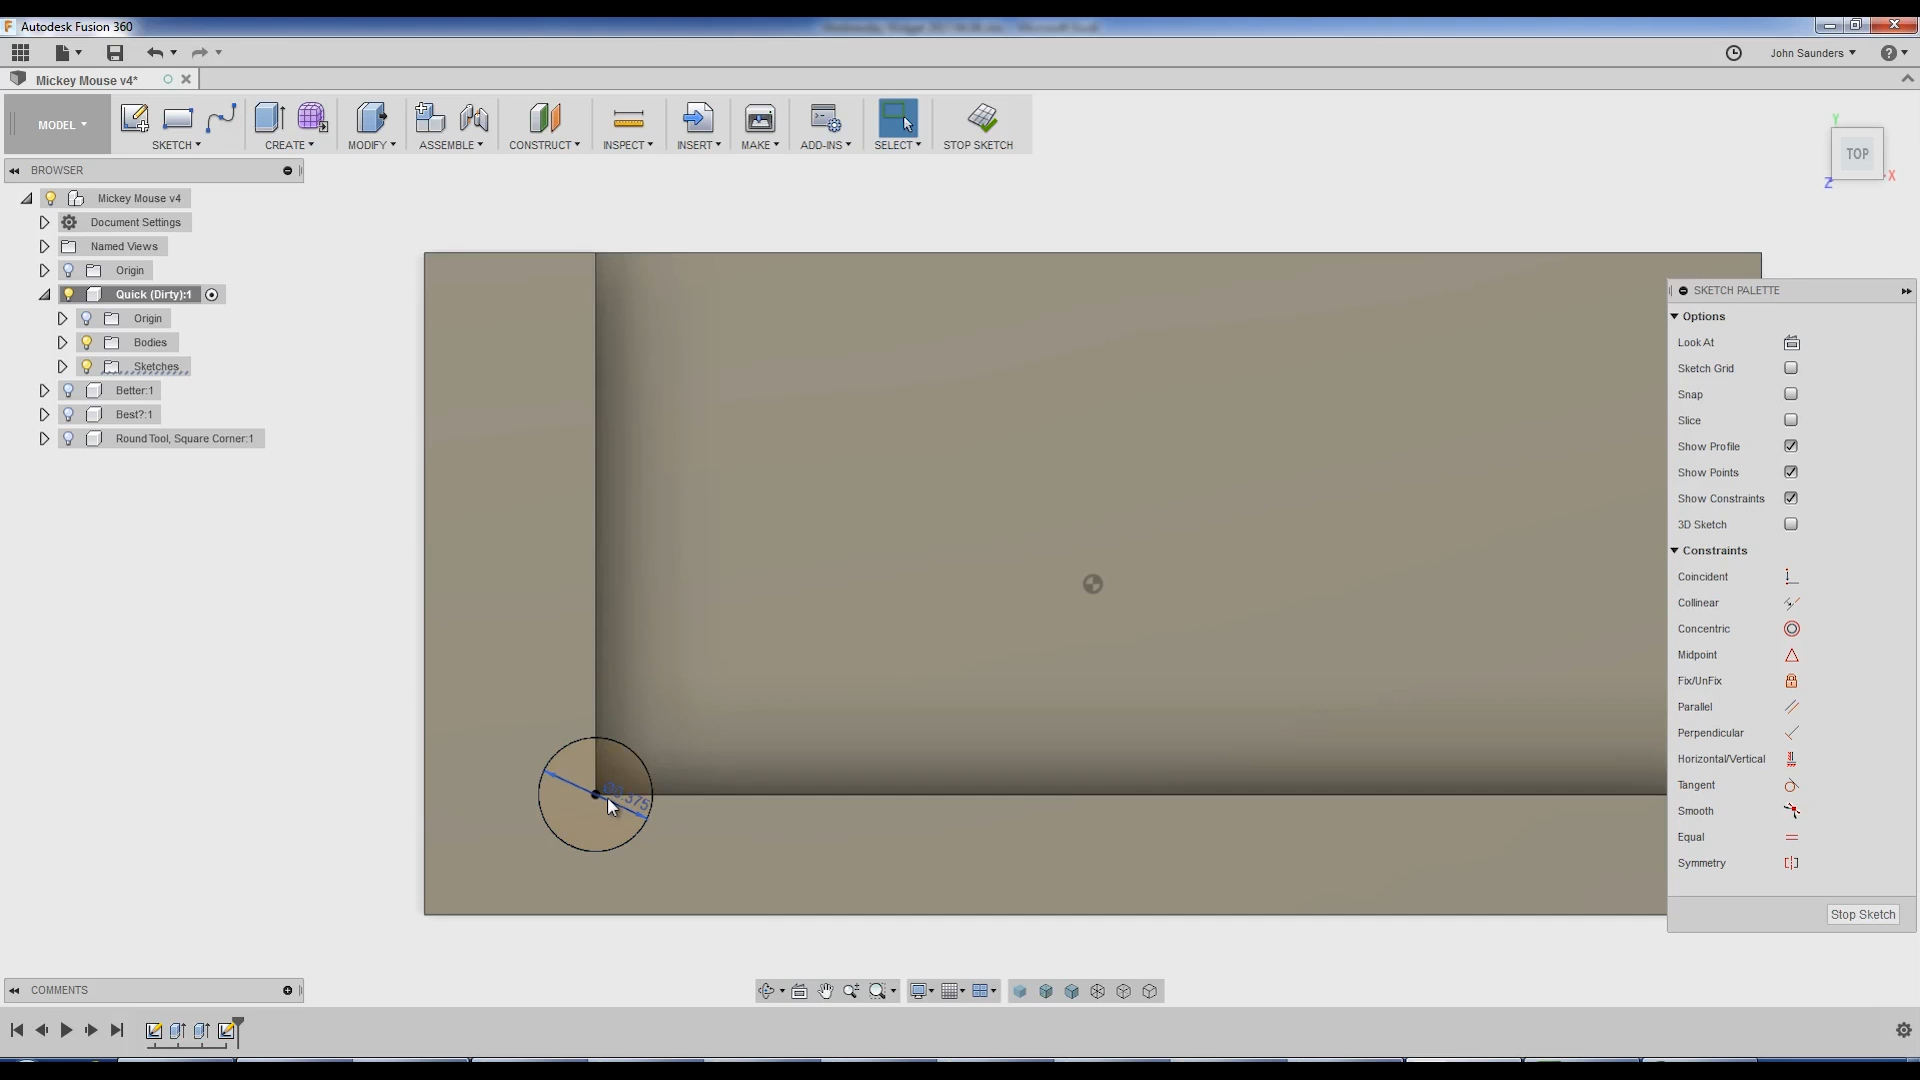 Autodesk Fusion 360
John Saunders
Mickey Mouse v4*
MODEL
SKETCH
CREATE
MODIFY
ASSEMBLE
CONSTRUCT
INSPECT
INSERT
MAKE
ADD-INS
SELECT
STOP SKETCH
BROWSER
Mickey Mouse v4
Document Settings
Named Views
Origin
Quick (Dirty):1
Origin
Bodies
Sketches
Better:1
Best?:1
Round Tool, Square Corner:1
Y
TOP
X
Z
SKETCH PALETTE
Options
Look At
Sketch Grid
Snap
Slice
Show Profile
Show Points
Show Constraints
3D Sketch
Constraints
Coincident
Collinear
Concentric
Midpoint
Fix/UnFix
Parallel
Perpendicular
Horizontal/Vertical
Tangent
Smooth
Equal
Symmetry
Stop Sketch
COMMENTS